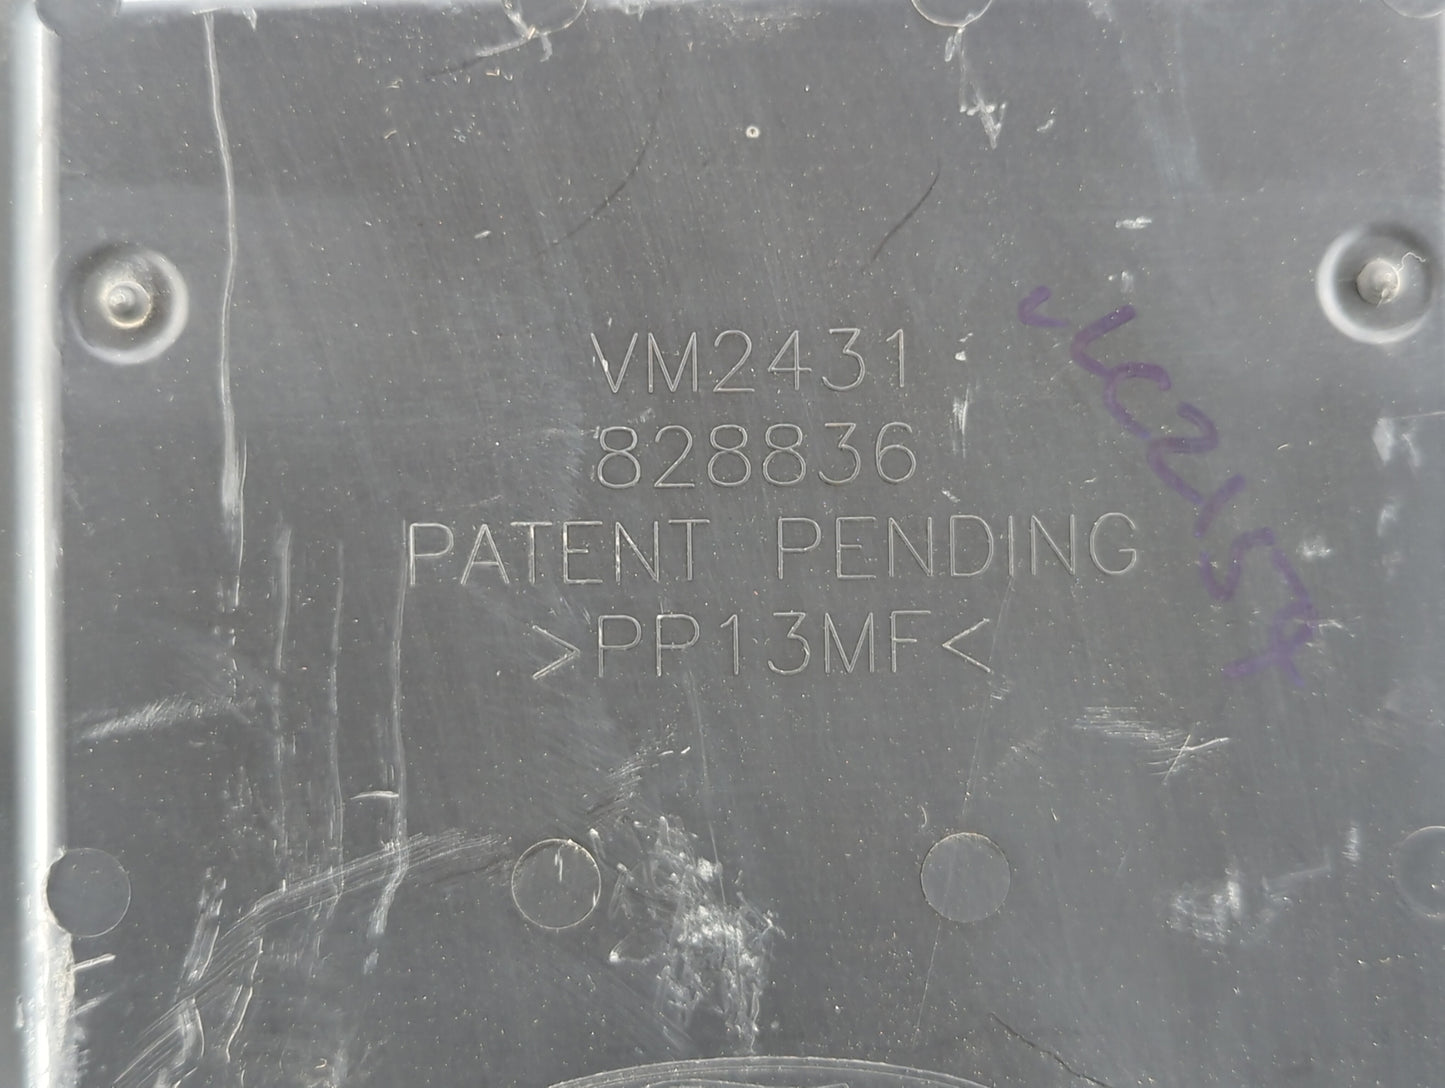 VM2431
828836
PATENT PENDING
>PP13MF<